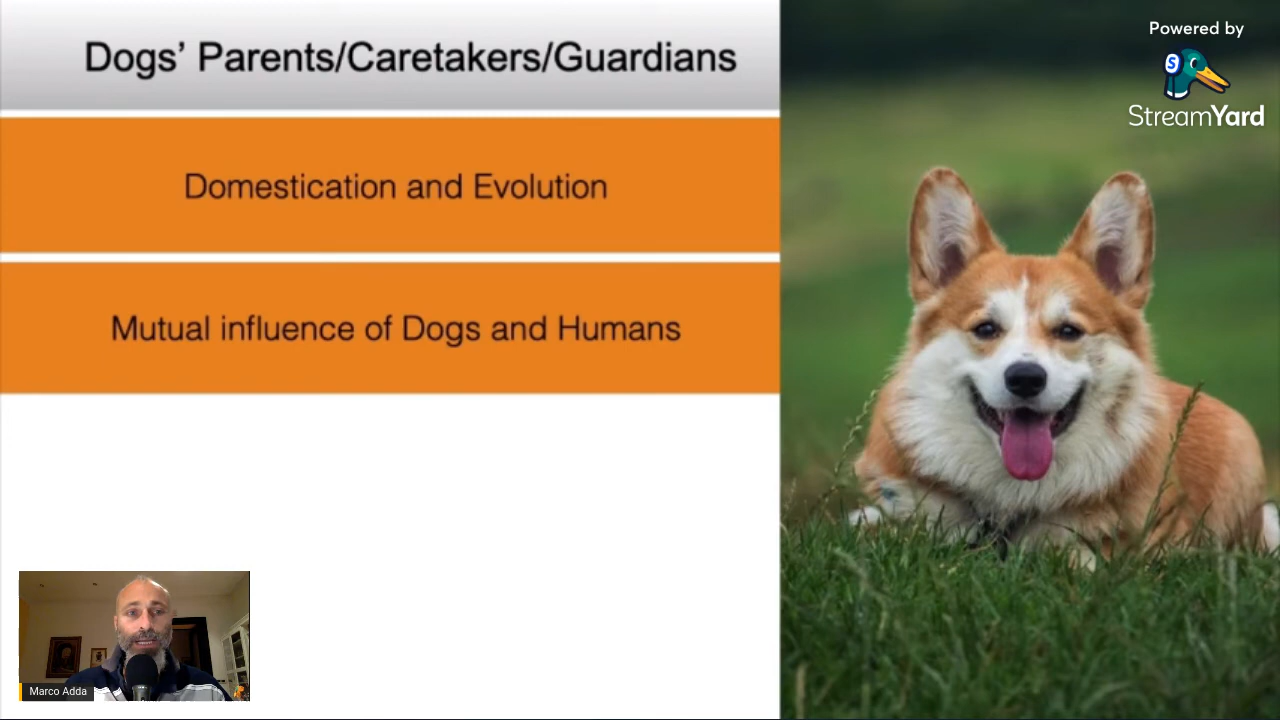 Dogs’ Parents/Caretakers/Guardians
Domestication and Evolution
Mutual influence of Dogs and Humans
Powered by
S
StreamYard
Marco Adda